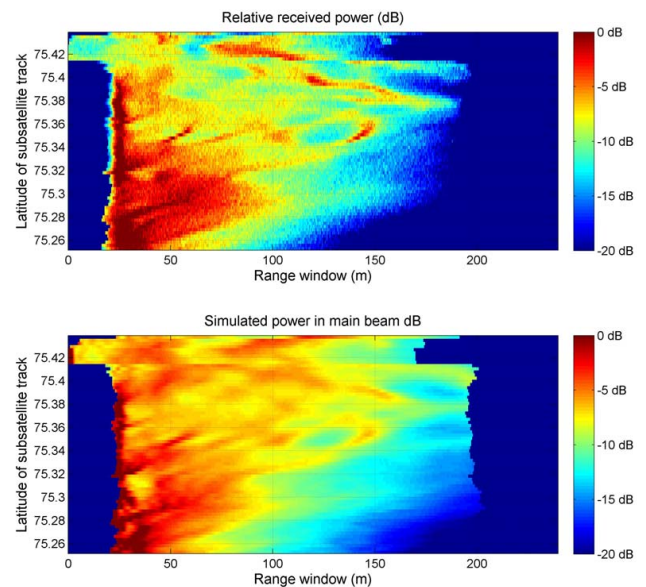 Relative received power (dB)
Latitude of subsatellite track
75.42
75.4
75.38
75.36
75.34
75.32
75.3
75.28
75.26
0
50
100
150
200
Range window (m)
0 dB
-5 dB
-10 dB
-15 dB
-20 dB
Simulated power in main beam dB
Latitude of subsatellite track
75.42
75.4
75.38
75.36
75.34
75.32
75.3
75.28
75.26
0
50
100
150
200
Range window (m)
0 dB
-5 dB
-10 dB
-15 dB
-20 dB